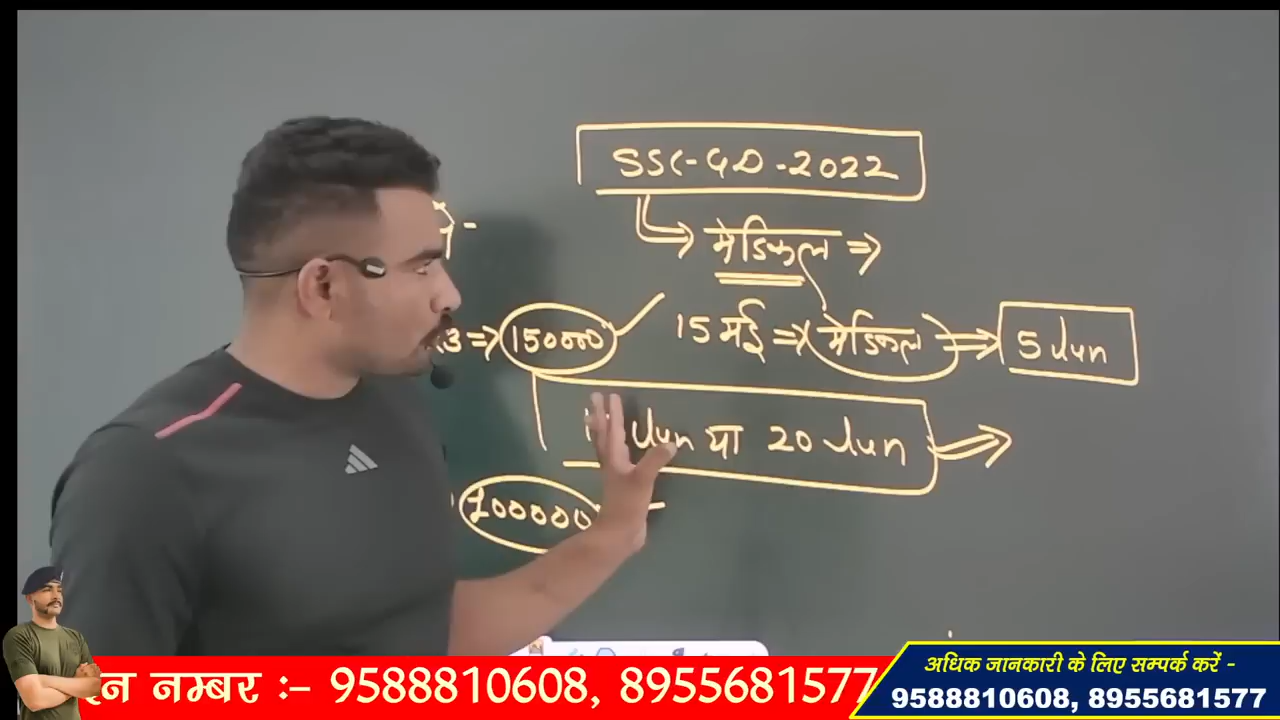 SSC-GD-2022
मेडिकल =>
=> 150000 15 मई => मेडिकल => 5 Jun
Jun या 20 Jun =>
200000
न नम्बर :- 9588810608, 8955681577
अधिक जानकारी के लिए सम्पर्क करें -
9588810608, 8955681577